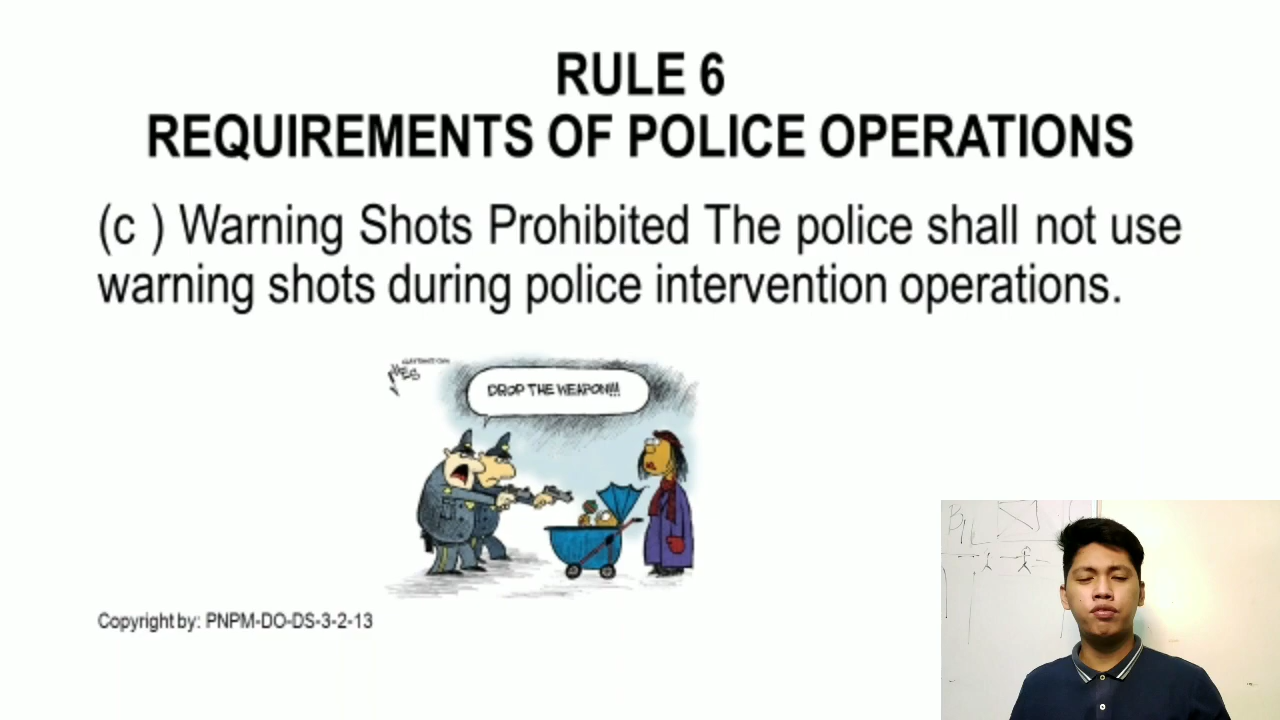 RULE 6
REQUIREMENTS OF POLICE OPERATIONS
(c ) Warning Shots Prohibited The police shall not use
warning shots during police intervention operations.
DROP THE WEAPON!!!
Copyright by: PNPM-DO-DS-3-2-13